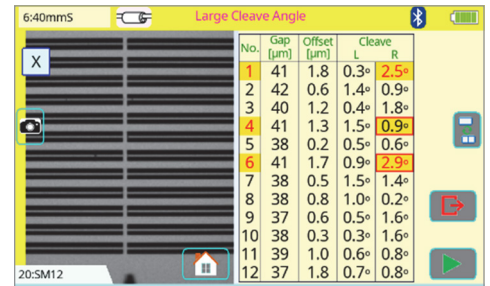 6:40mmS Large Cleave Angle
X
No. Gap [µm] Offset [µm] Cleave L R
1 41 1.8 0.3° 2.5°
2 42 0.6 1.4° 0.9°
3 40 1.2 0.4° 1.8°
4 41 1.3 1.5° 0.9°
5 38 0.2 0.5° 0.6°
6 41 1.7 0.9° 2.9°
7 38 0.5 1.5° 1.4°
8 38 0.8 1.0° 0.2°
9 37 0.6 0.5° 1.6°
10 38 0.3 0.3° 1.6°
11 39 1.0 0.6° 0.8°
12 37 1.8 0.7° 0.8°
20:SM12